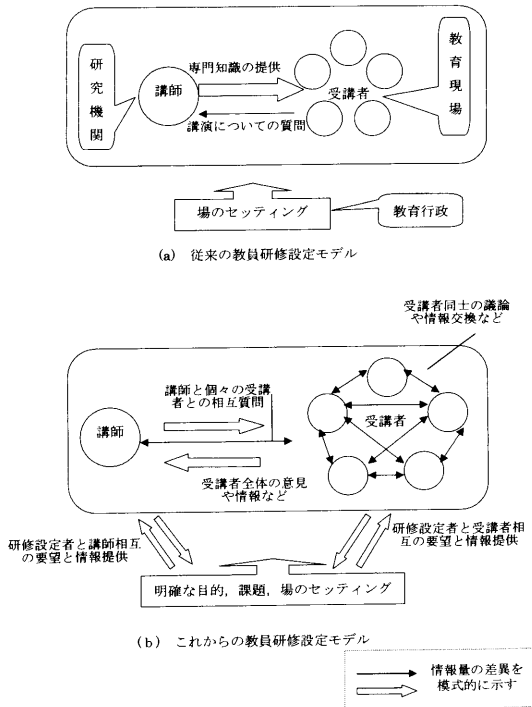 研究機関
講師
専門知識の提供
講演についての質問
受講者
教育現場
場のセッティング
教育行政
(a) 従来の教員研修設定モデル
受講者同士の議論
や情報交換など
講師と個々の受講
者との相互質問
講師
受講者
受講者全体の意見
や情報など
研修設定者と講師相互
の要望と情報提供
研修設定者と受講者相
互の要望と情報提供
明確な目的,課題,場のセッティング
(b) これからの教員研修設定モデル
情報量の差異を
模式的に示す